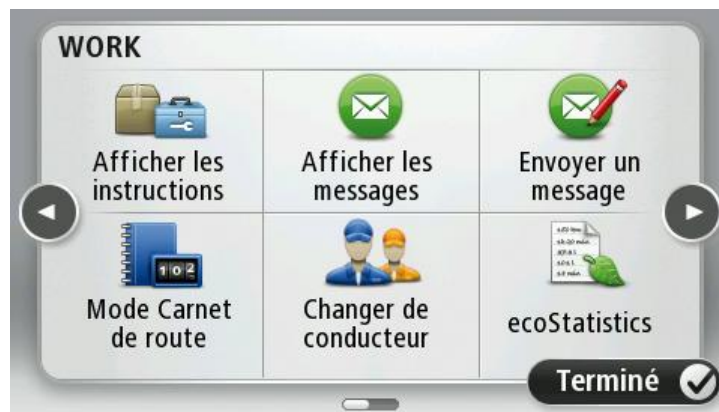 WORK
Afficher les
instructions
Afficher les
messages
Envoyer un
message
102
Mode Carnet
de route
Changer de
conducteur
ecoStatistics
Terminé